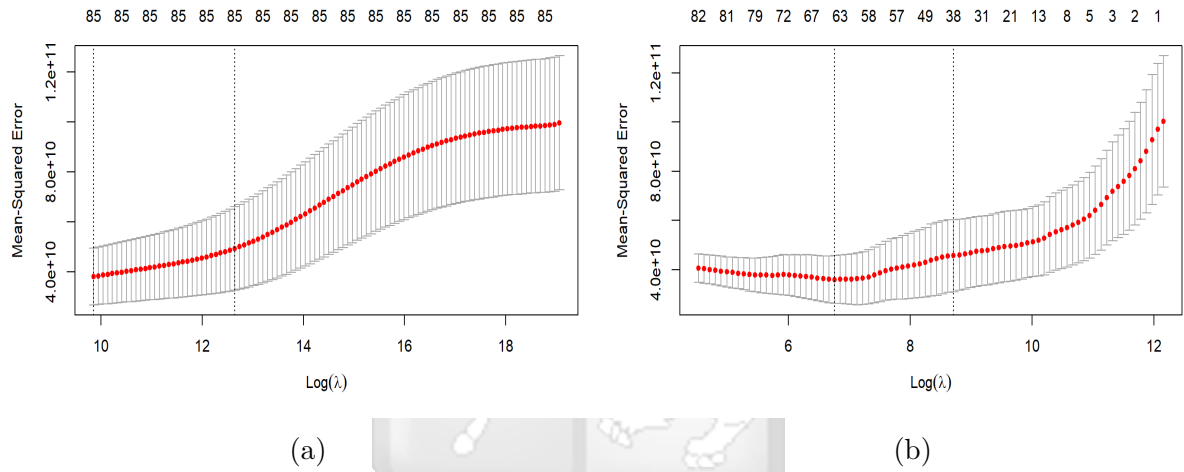 85 85 85 85 85 85 85 85 85 85 85 85 85 85 85 85 85
Mean-Squared Error
4.0e+10 8.0e+10 1.2e+11
10 12 14 16 18
Log(λ)
(a)
82 81 79 72 67 63 58 57 49 38 31 21 13 8 5 3 2 1
Mean-Squared Error
4.0e+10 8.0e+10 1.2e+11
6 8 10 12
Log(λ)
(b)